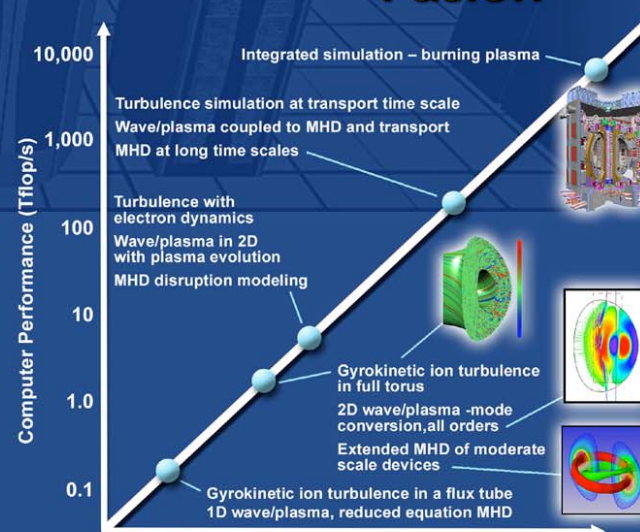 Fusion
10,000
Integrated simulation – burning plasma
Turbulence simulation at transport time scale
Wave/plasma coupled to MHD and transport
MHD at long time scales
1,000
Turbulence with
electron dynamics
Wave/plasma in 2D
with plasma evolution
MHD disruption modeling
100
10
Computer Performance (Tflop/s)
Gyrokinetic ion turbulence
in full torus
2D wave/plasma -mode
conversion,all orders
Extended MHD of moderate
scale devices
1.0
0.1
Gyrokinetic ion turbulence in a flux tube
1D wave/plasma, reduced equation MHD